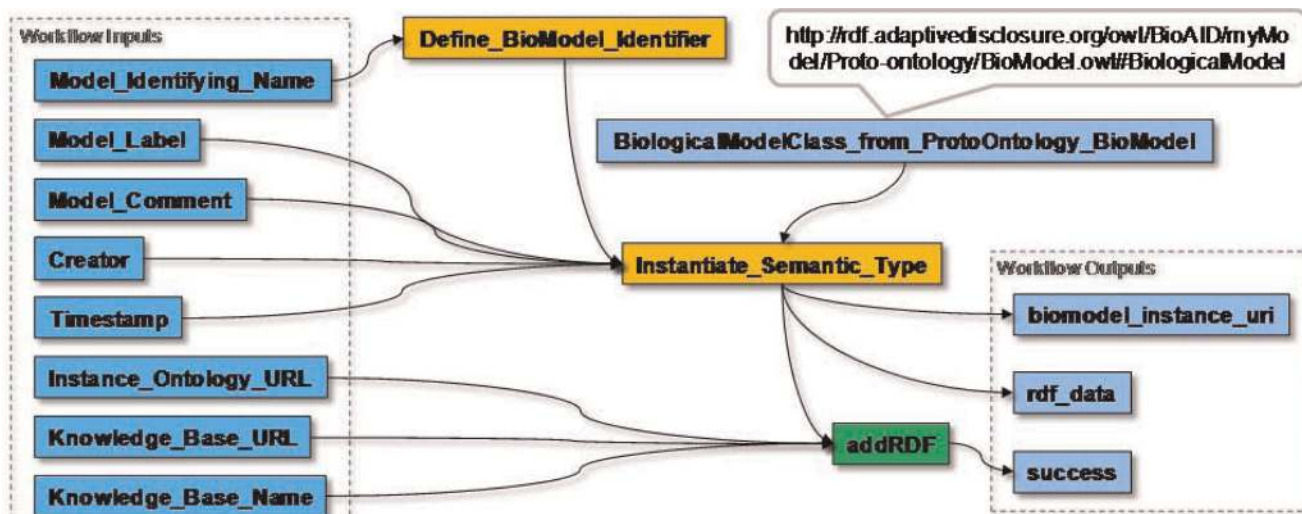 Workflow Inputs
Define_BioModel_Identifier
http://rdf.adaptivedisclosure.org/owl/BioAID/myMo
del/Proto-ontology/BioModel.owl#BiologicalModel
Model_Identifying_Name
Model_Label
BiologicalModelClass_from_ProtoOntology_BioModel
Model_Comment
Creator
Instantiate_Semantic_Type
Workflow Outputs
Timestamp
biomodel_instance_uri
Instance_Ontology_URL
rdf_data
Knowledge_Base_URL
addRDF
success
Knowledge_Base_Name